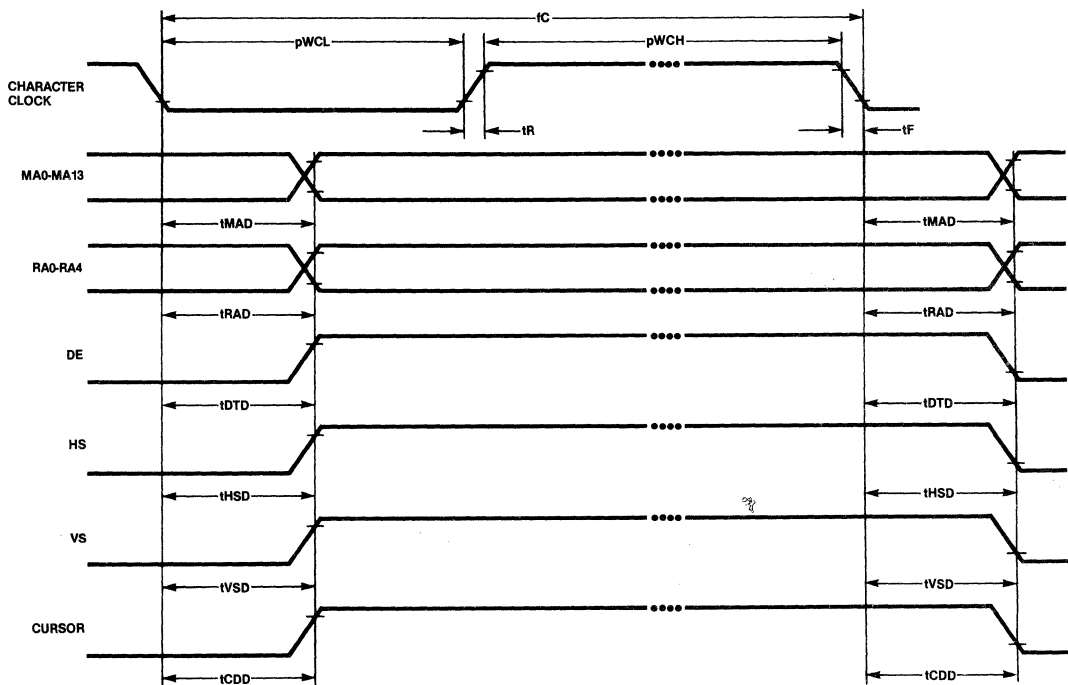 fC
pWCL
pWCH
CHARACTER
CLOCK
tR
tF
MA0-MA13
tMAD
tMAD
RA0-RA4
tRAD
tRAD
DE
tDTD
tDTD
HS
tHSD
tHSD
VS
tVSD
tVSD
CURSOR
tCDD
tCDD